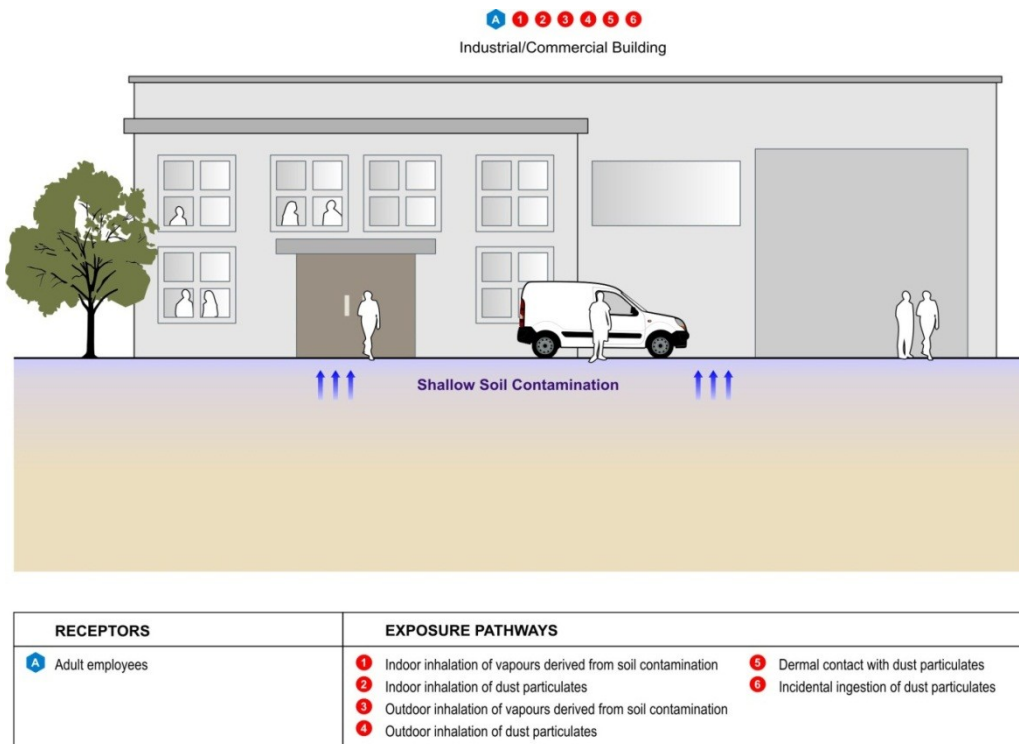 A 1 2 3 4 5 6
Industrial/Commercial Building
Shallow Soil Contamination
RECEPTORS
A Adult employees
EXPOSURE PATHWAYS
1 Indoor inhalation of vapours derived from soil contamination
2 Indoor inhalation of dust particulates
3 Outdoor inhalation of vapours derived from soil contamination
4 Outdoor inhalation of dust particulates
5 Dermal contact with dust particulates
6 Incidental ingestion of dust particulates